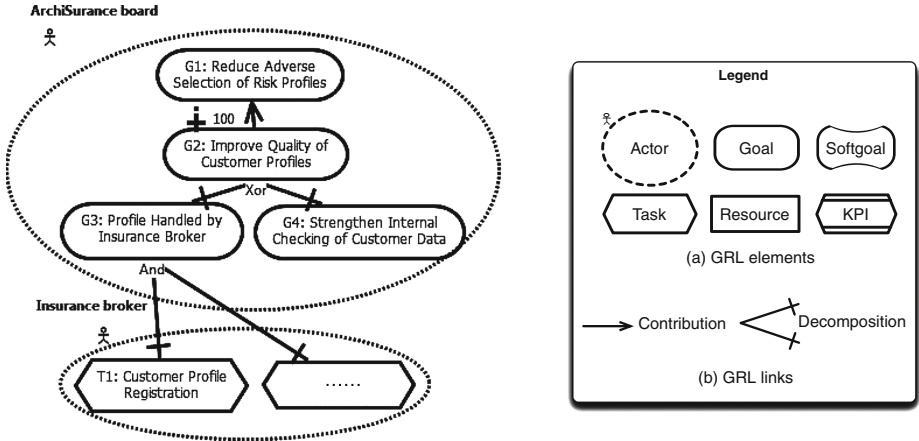 ArchiSurance board
G1: Reduce Adverse
Selection of Risk Profiles
100
G2: Improve Quality of
Customer Profiles
Xor
G3: Profile Handled by
Insurance Broker
G4: Strengthen Internal
Checking of Customer Data
And
Insurance broker
T1: Customer Profile
Registration
......
Legend
Actor
Goal
Softgoal
Task
Resource
KPI
(a) GRL elements
Contribution
Decomposition
(b) GRL links